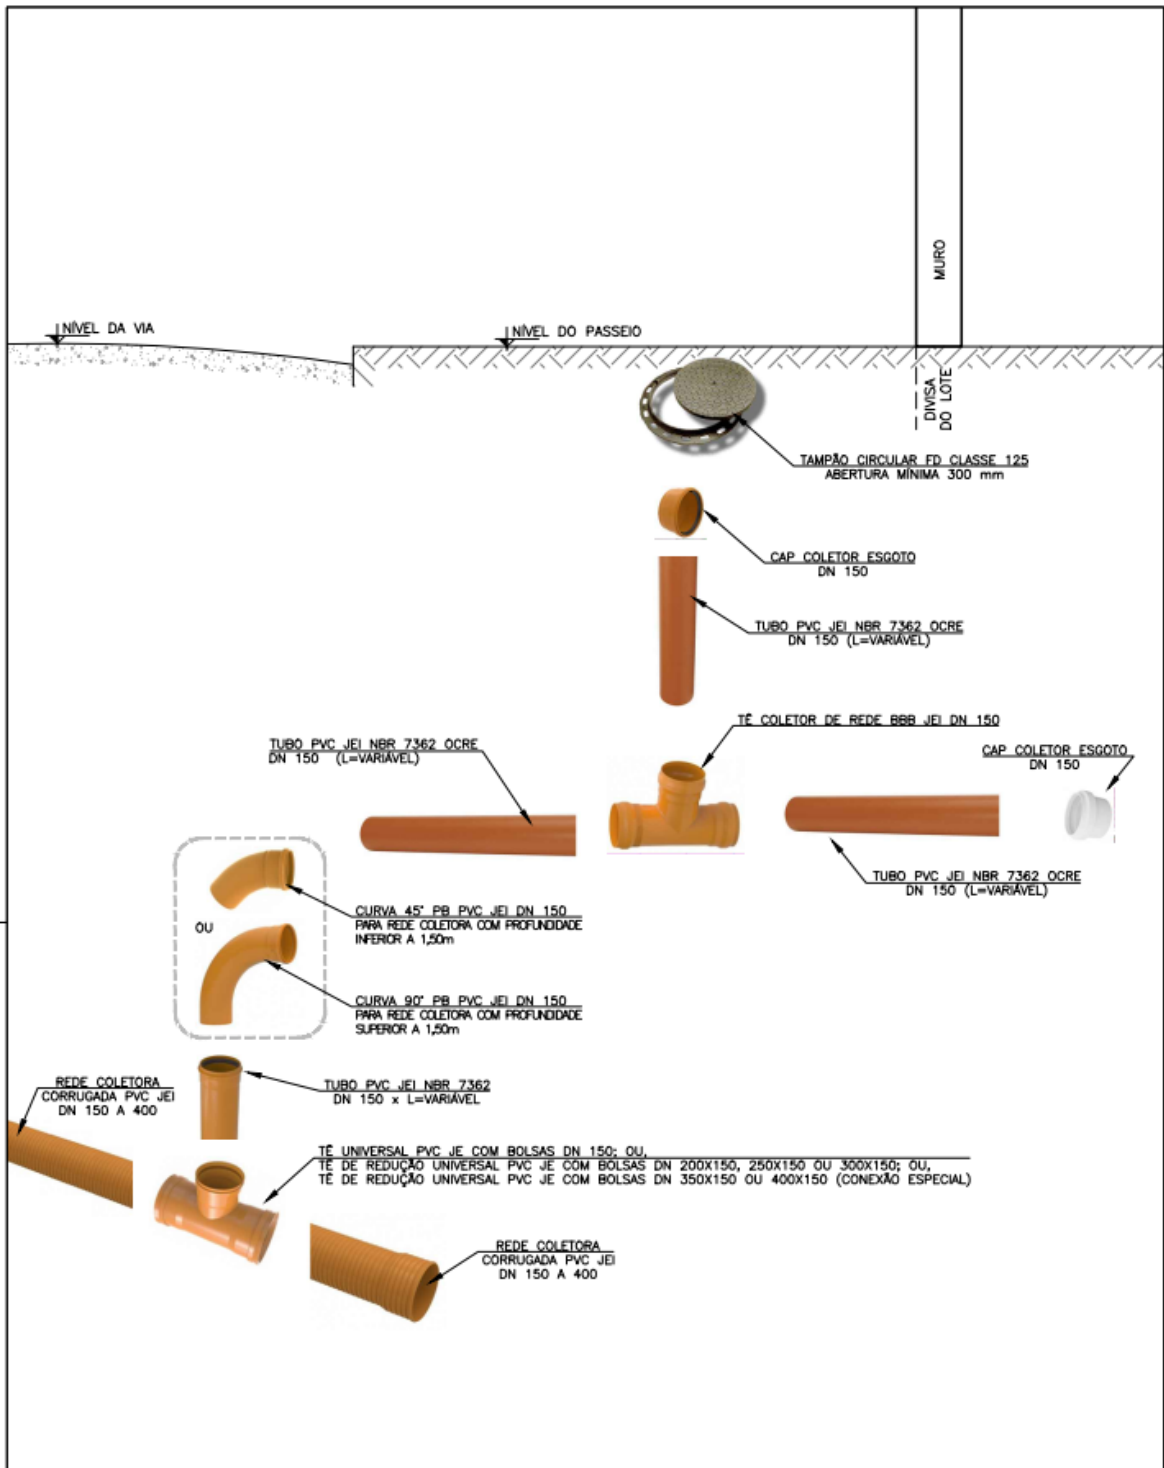 MURO
NÍVEL DA VIA
NÍVEL DO PASSEIO
DIVISA
DO LOTE
TAMPÃO CIRCULAR FD CLASSE 125
ABERTURA MÍNIMA 300 mm
CAP COLETOR ESGOTO
DN 150
TUBO PVC JEI NBR 7362 OCRE
DN 150 (L=VARIÁVEL)
TÊ COLETOR DE REDE BBB JEI DN 150
TUBO PVC JEI NBR 7362 OCRE
DN 150 (L=VARIÁVEL)
CAP COLETOR ESGOTO
DN 150
TUBO PVC JEI NBR 7362 OCRE
DN 150 (L=VARIÁVEL)
CURVA 45° PB PVC JEI DN 150
PARA REDE COLETORA COM PROFUNDIDADE
INFERIOR A 1,50m
OU
CURVA 90° PB PVC JEI DN 150
PARA REDE COLETORA COM PROFUNDIDADE
SUPERIOR A 1,50m
REDE COLETORA
CORRUGADA PVC JEI
DN 150 A 400
TUBO PVC JEI NBR 7362
DN 150 x L=VARIÁVEL
TÊ UNIVERSAL PVC JE COM BOLSAS DN 150; OU,
TÊ DE REDUÇÃO UNIVERSAL PVC JE COM BOLSAS DN 200X150, 250X150 OU 300X150; OU,
TÊ DE REDUÇÃO UNIVERSAL PVC JE COM BOLSAS DN 350X150 OU 400X150 (CONEXÃO ESPECIAL)
REDE COLETORA
CORRUGADA PVC JEI
DN 150 A 400